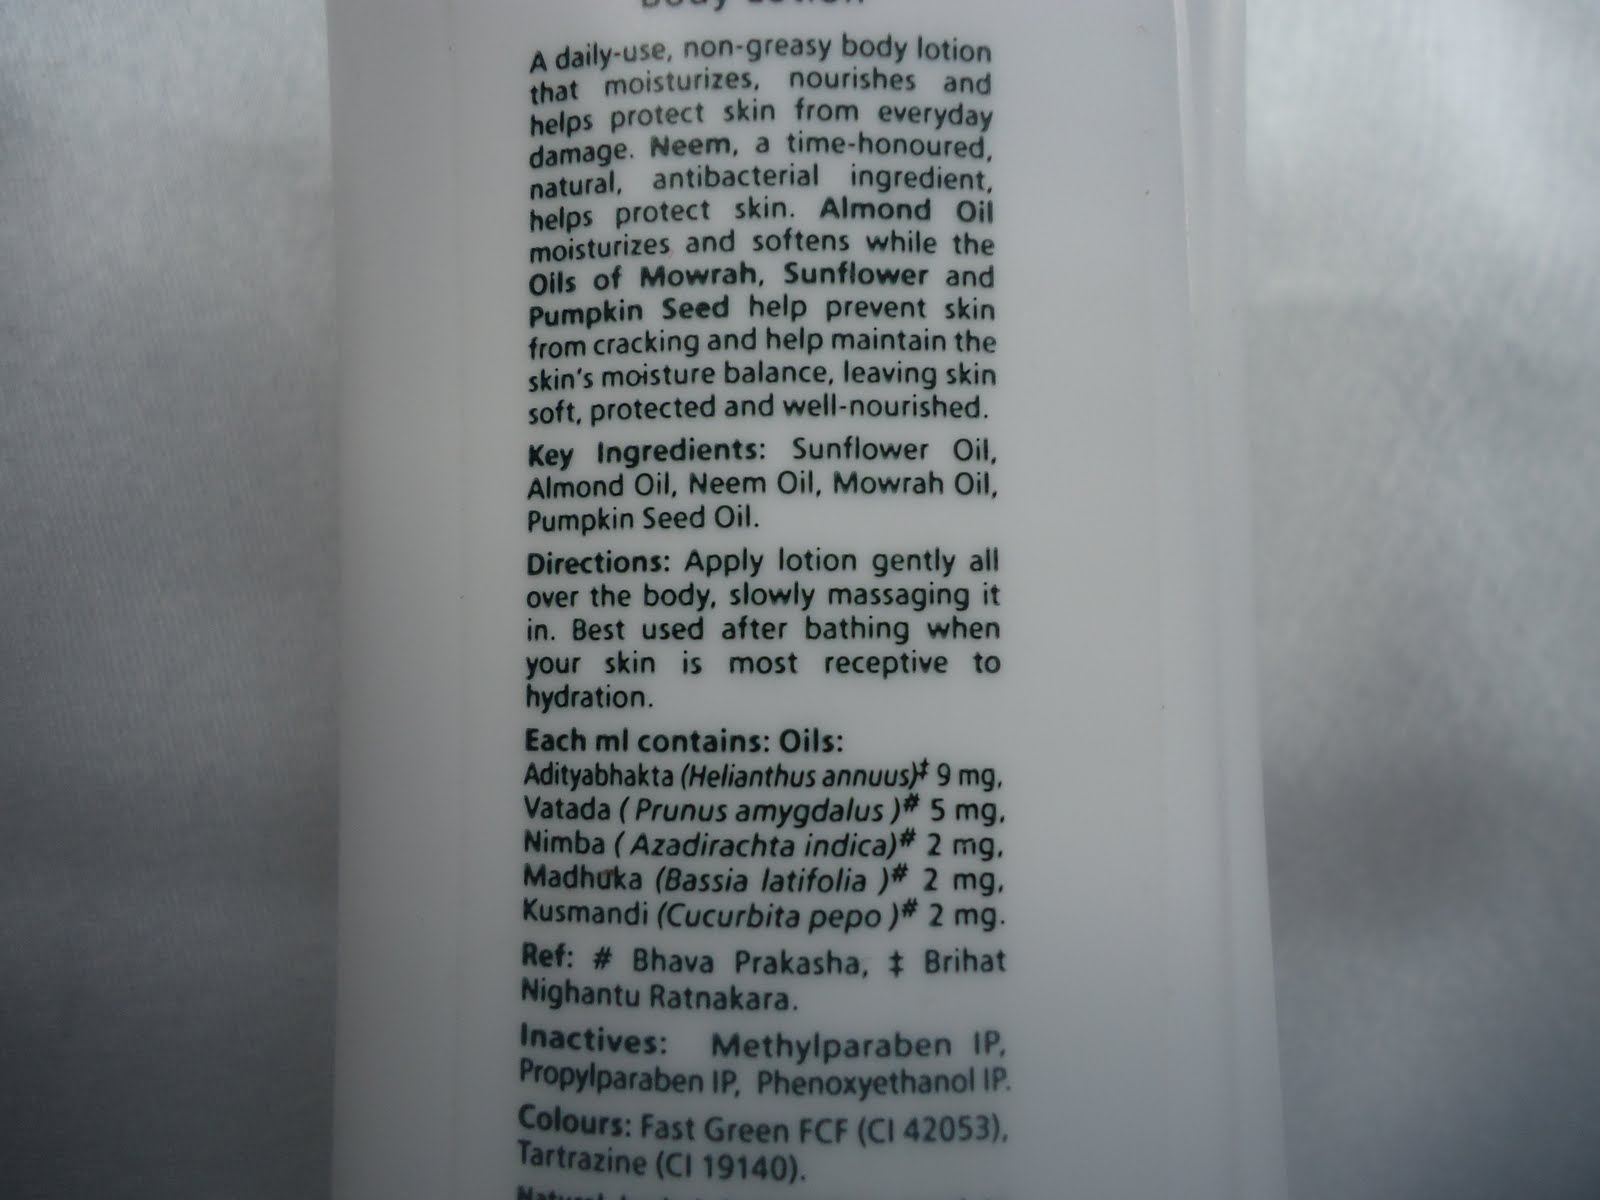 Body Lotion
A daily-use, non-greasy body lotion
that moisturizes, nourishes and
helps protect skin from everyday
damage. Neem, a time-honoured,
natural, antibacterial ingredient,
helps protect skin. Almond Oil
moisturizes and softens while the
Oils of Mowrah, Sunflower and
Pumpkin Seed help prevent skin
from cracking and help maintain the
skin's moisture balance, leaving skin
soft, protected and well-nourished.
Key Ingredients: Sunflower Oil,
Almond Oil, Neem Oil, Mowrah Oil,
Pumpkin Seed Oil.
Directions: Apply lotion gently all
over the body, slowly massaging it
in. Best used after bathing when
your skin is most receptive to
hydration.
Each ml contains: Oils:
Adityabhakta (Helianthus annuus)‡ 9 mg,
Vatada ( Prunus amygdalus )# 5 mg,
Nimba ( Azadirachta indica)# 2 mg,
Madhuka (Bassia latifolia )# 2 mg,
Kusmandi (Cucurbita pepo )# 2 mg.
Ref: # Bhava Prakasha, ‡ Brihat
Nighantu Ratnakara.
Inactives: Methylparaben IP,
Propylparaben IP, Phenoxyethanol IP.
Colours: Fast Green FCF (CI 42053),
Tartrazine (CI 19140).